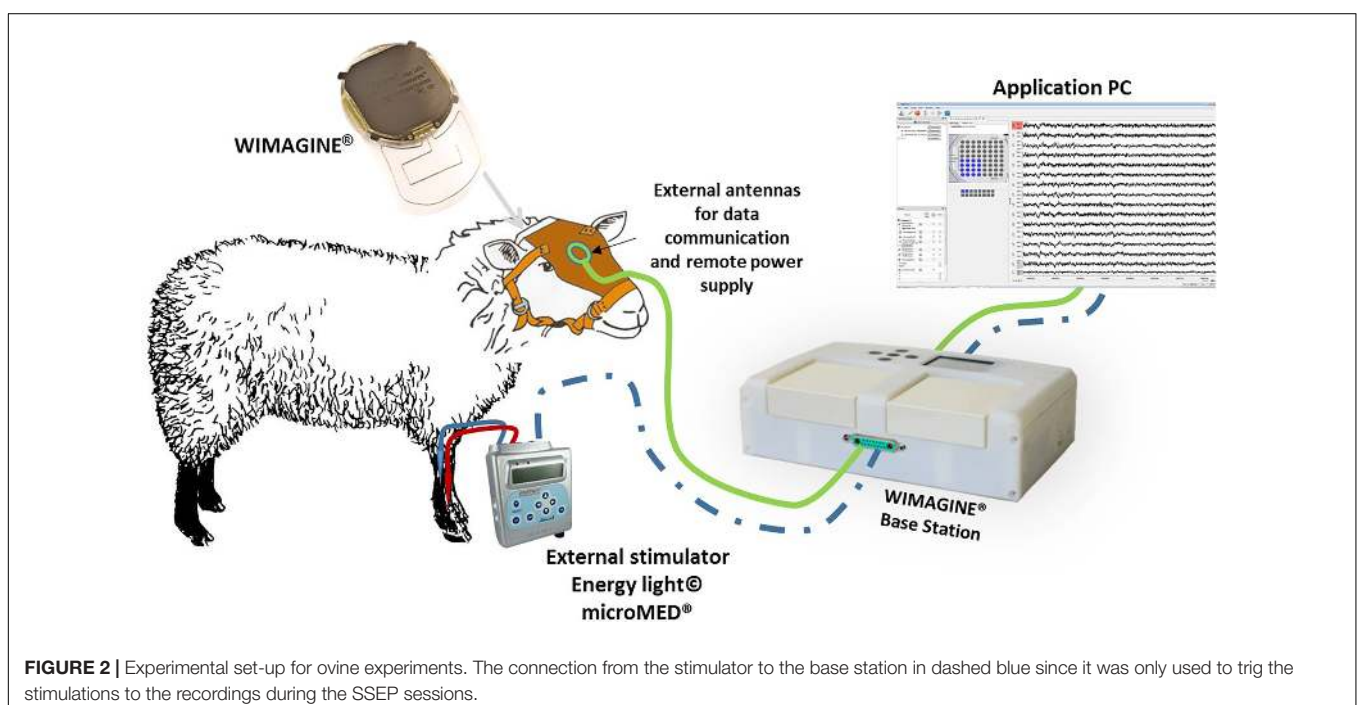 Application PC
WIMAGINE®
External antennas
for data
communication
and remote power
supply
WIMAGINE®
Base Station
External stimulator
Energy light©
microMED®
FIGURE 2 | Experimental set-up for ovine experiments. The connection from the stimulator to the base station in dashed blue since it was only used to trig the
stimulations to the recordings during the SSEP sessions.